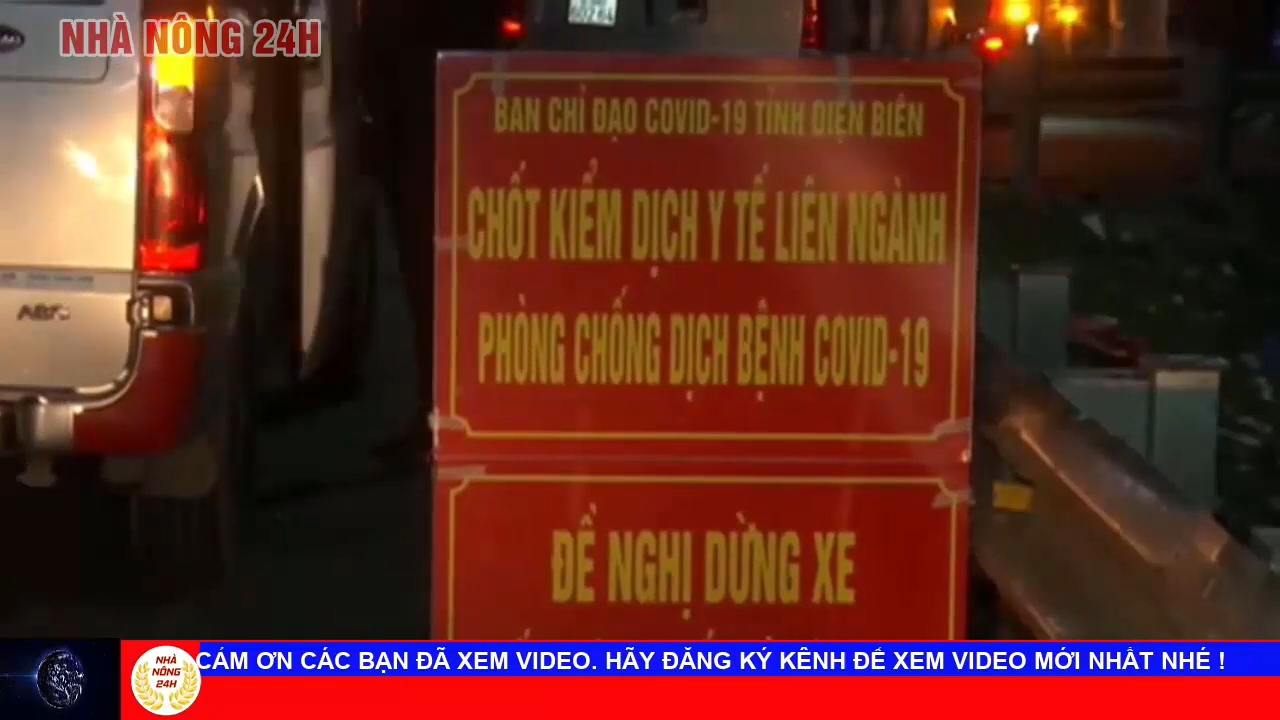 NHÀ NÔNG 24H
BAN CHỈ ĐẠO COVID-19 TỈNH ĐIỆN BIÊN
CHỐT KIỂM DỊCH Y TẾ LIÊN NGÀNH
PHÒNG CHỐNG DỊCH BỆNH COVID-19
ĐỀ NGHỊ DỪNG XE
ABS
CÁM ƠN CÁC BẠN ĐÃ XEM VIDEO. HÃY ĐĂNG KÝ KÊNH ĐỂ XEM VIDEO MỚI NHẤT NHÉ !
NHÀ
NÔNG
24H